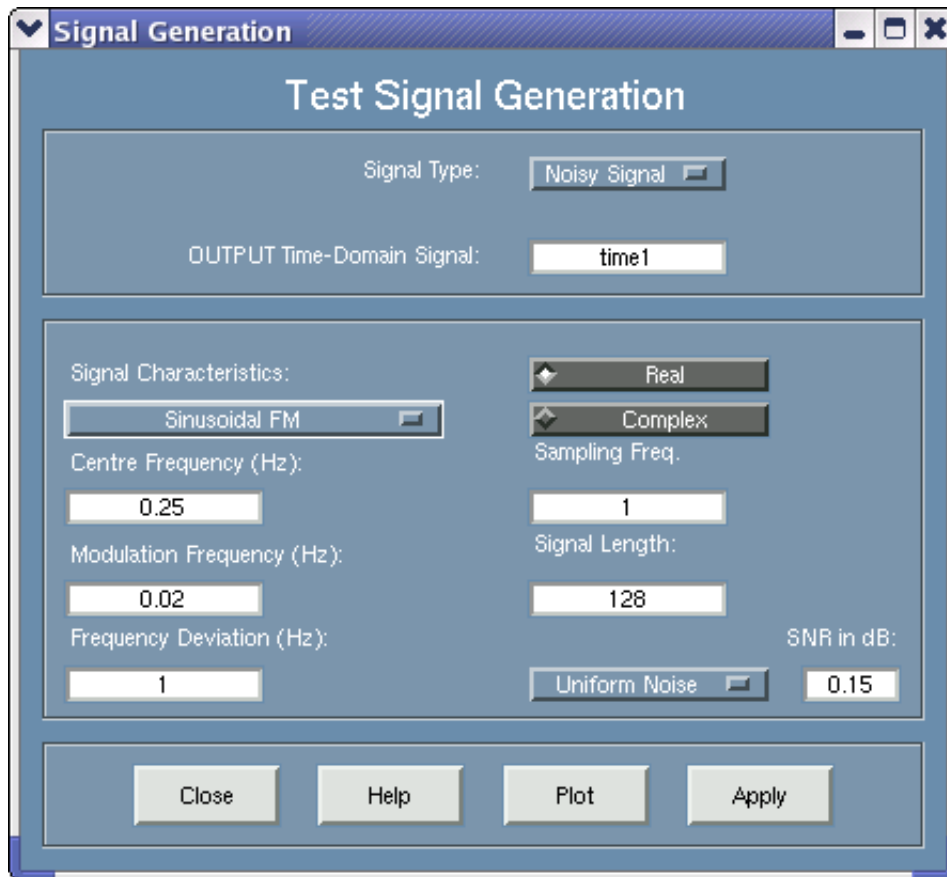 Signal Generation
Test Signal Generation
Signal Type: Noisy Signal
OUTPUT Time-Domain Signal: time1
Signal Characteristics: Real
Sinusoidal FM Complex
Centre Frequency (Hz): Sampling Freq.
0.25 1
Modulation Frequency (Hz): Signal Length:
0.02 128
Frequency Deviation (Hz): SNR in dB:
1 Uniform Noise 0.15
Close Help Plot Apply